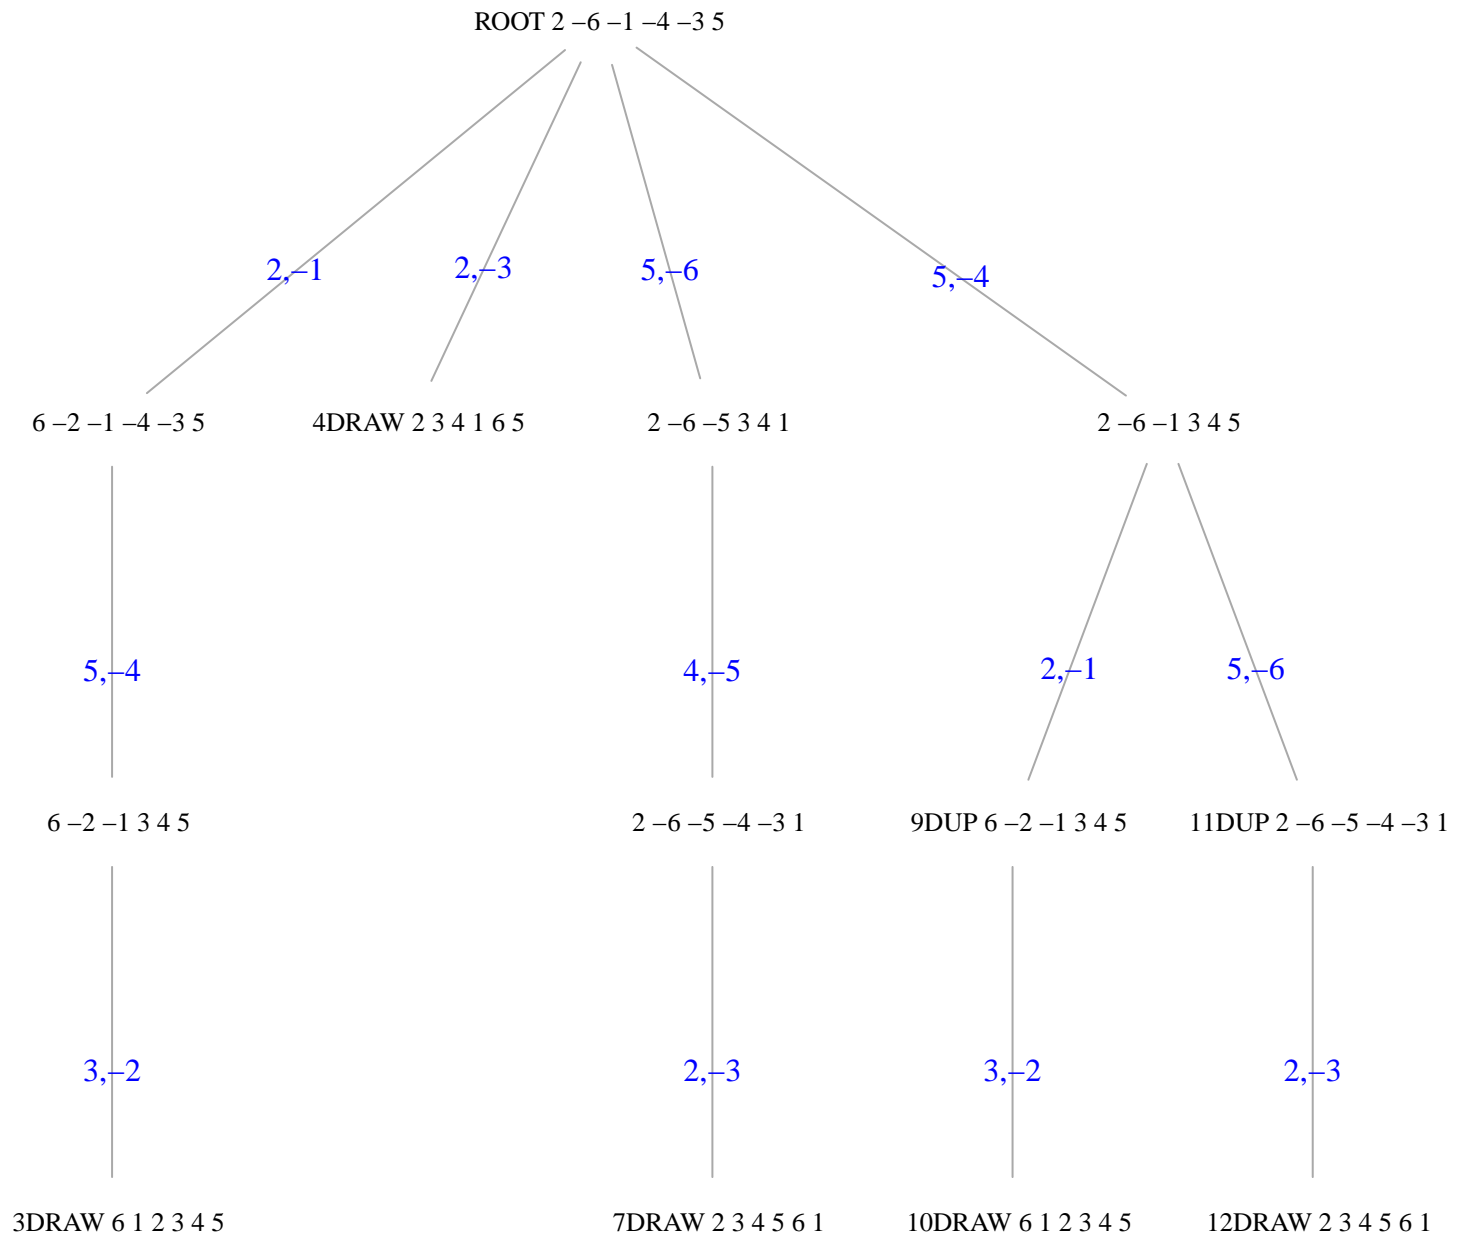 ROOT 2 –6 –1 –4 –3 5
2,–1
2,–3
5,–6
5,–4
6 –2 –1 –4 –3 5
4DRAW 2 3 4 1 6 5
2 –6 –5 3 4 1
2 –6 –1 3 4 5
5,–4
4,–5
2,–1
5,–6
6 –2 –1 3 4 5
2 –6 –5 –4 –3 1
9DUP 6 –2 –1 3 4 5
11DUP 2 –6 –5 –4 –3 1
3,–2
2,–3
3,–2
2,–3
3DRAW 6 1 2 3 4 5
7DRAW 2 3 4 5 6 1
10DRAW 6 1 2 3 4 5
12DRAW 2 3 4 5 6 1